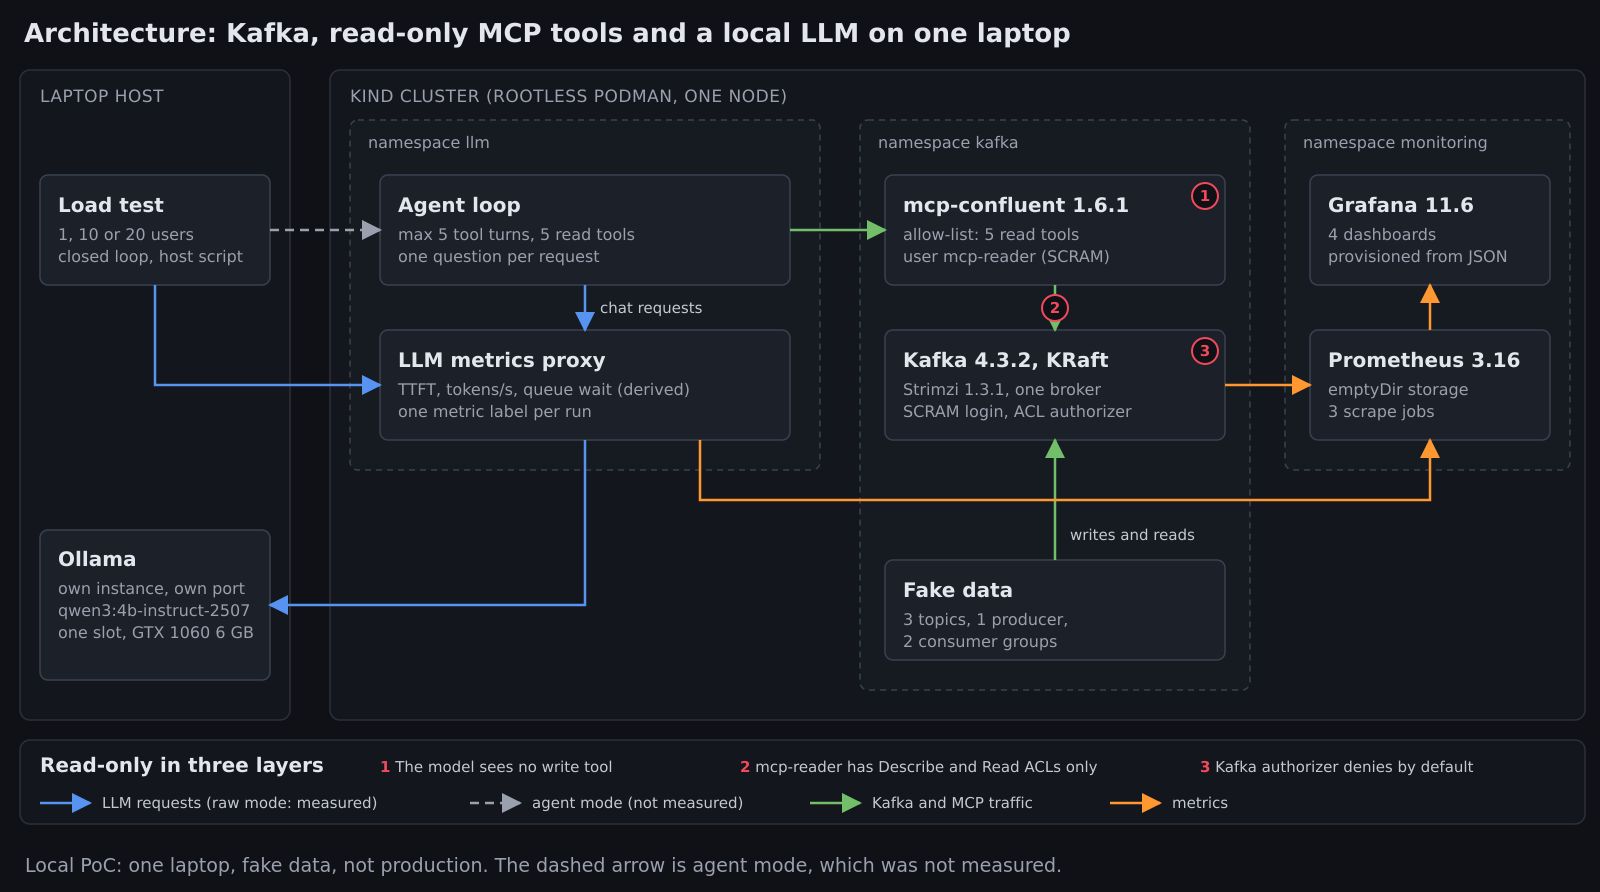 Architecture: Kafka, read-only MCP tools and a local LLM on one laptop
LAPTOP HOST
Load test
1, 10 or 20 users
closed loop, host script
Ollama
own instance, own port
qwen3:4b-instruct-2507
one slot, GTX 1060 6 GB
KIND CLUSTER (ROOTLESS PODMAN, ONE NODE)
namespace llm
Agent loop
max 5 tool turns, 5 read tools
one question per request
chat requests
LLM metrics proxy
TTFT, tokens/s, queue wait (derived)
one metric label per run
namespace kafka
mcp-confluent 1.6.1
1
allow-list: 5 read tools
user mcp-reader (SCRAM)
2
Kafka 4.3.2, KRaft
3
Strimzi 1.3.1, one broker
SCRAM login, ACL authorizer
writes and reads
Fake data
3 topics, 1 producer,
2 consumer groups
namespace monitoring
Grafana 11.6
4 dashboards
provisioned from JSON
Prometheus 3.16
emptyDir storage
3 scrape jobs
Read-only in three layers
1 The model sees no write tool
2 mcp-reader has Describe and Read ACLs only
3 Kafka authorizer denies by default
LLM requests (raw mode: measured)
agent mode (not measured)
Kafka and MCP traffic
metrics
Local PoC: one laptop, fake data, not production. The dashed arrow is agent mode, which was not measured.